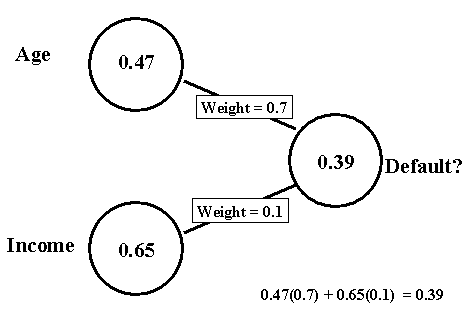 Age
0.47
Weight = 0.7
0.39
Default?
Weight = 0.1
Income
0.65
0.47(0.7) + 0.65(0.1) = 0.39